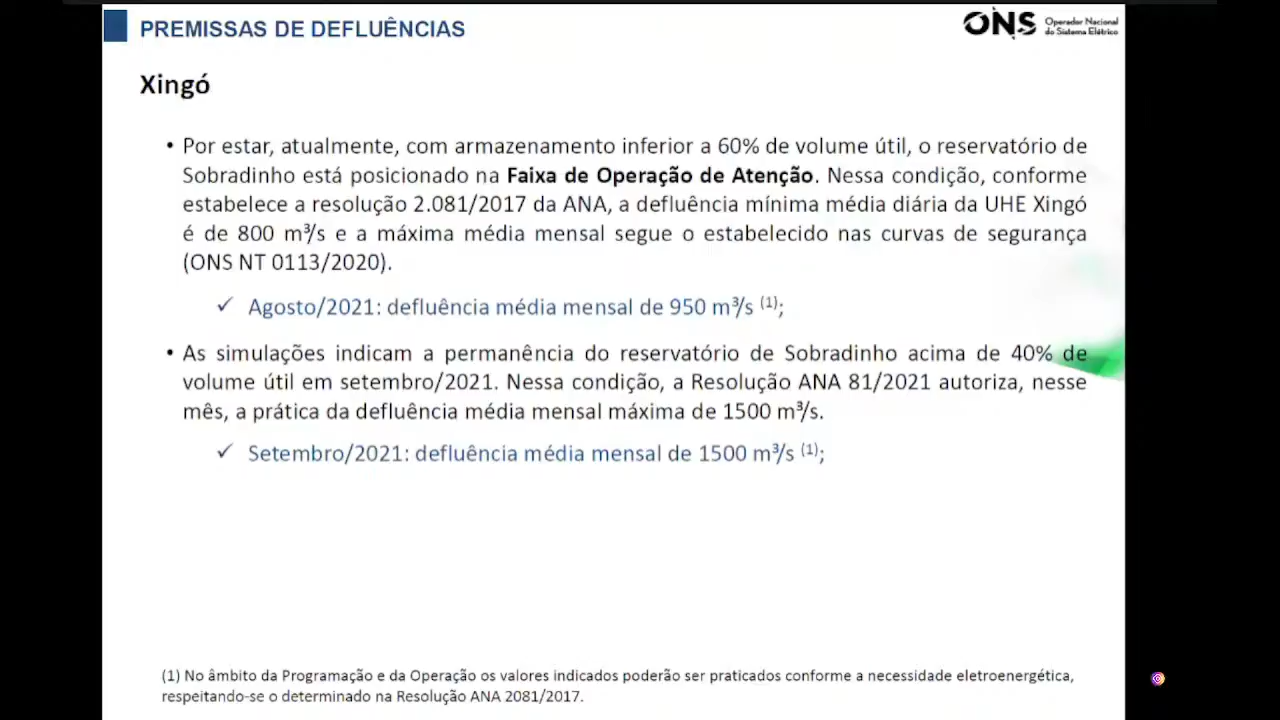 PREMISSAS DE DEFLUÊNCIAS
ONS Operador Nacional
do Sistema Elétrico
Xingó
• Por estar, atualmente, com armazenamento inferior a 60% de volume útil, o reservatório de
Sobradinho está posicionado na Faixa de Operação de Atenção. Nessa condição, conforme
estabelece a resolução 2.081/2017 da ANA, a defluência mínima média diária da UHE Xingó
é de 800 m³/s e a máxima média mensal segue o estabelecido nas curvas de segurança
(ONS NT 0113/2020).
✓ Agosto/2021: defluência média mensal de 950 m³/s (1);
• As simulações indicam a permanência do reservatório de Sobradinho acima de 40% de
volume útil em setembro/2021. Nessa condição, a Resolução ANA 81/2021 autoriza, nesse
mês, a prática da defluência média mensal máxima de 1500 m³/s.
✓ Setembro/2021: defluência média mensal de 1500 m³/s (1);
(1) No âmbito da Programação e da Operação os valores indicados poderão ser praticados conforme a necessidade eletroenergética,
respeitando-se o determinado na Resolução ANA 2081/2017.